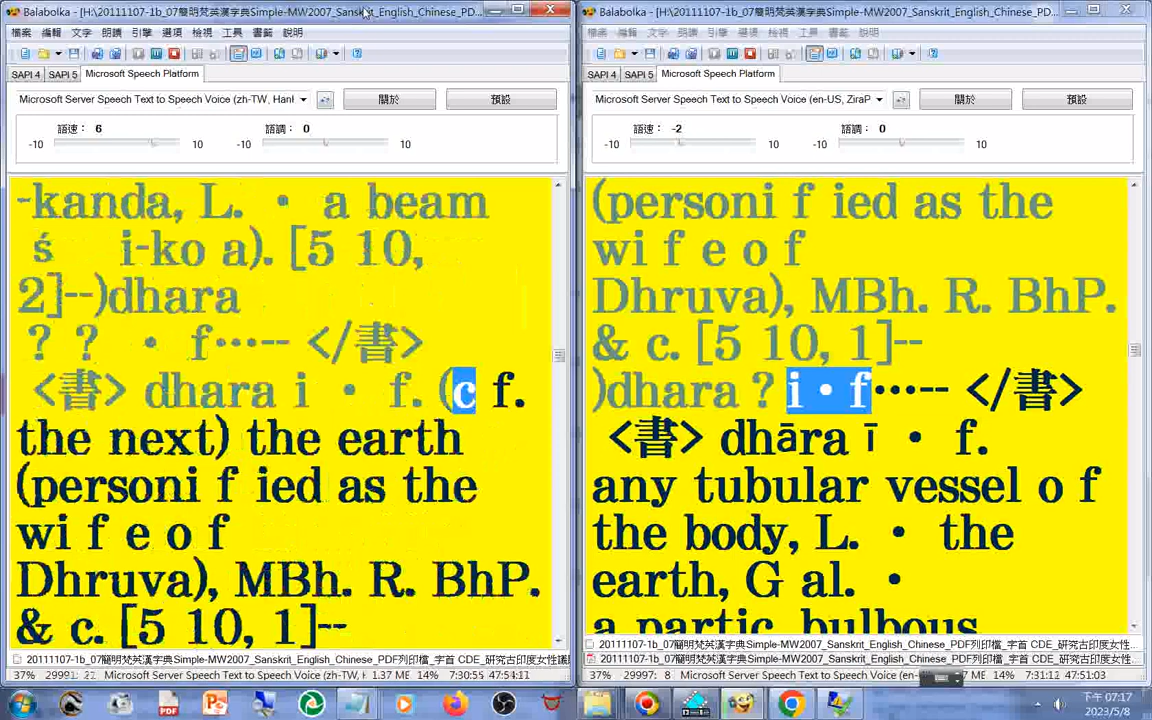 Balabolka - [H:\20111107-1b_07簡明梵英漢字典Simple-MW2007_Sanskrit_English_Chinese_PD...
檔案 編輯 文字 朗讀 引擎 選項 檢視 工具 書籤 說明
SAPI 4 SAPI 5 Microsoft Speech Platform
Microsoft Server Speech Text to Speech Voice (zh-TW, Hanl 關於 預設
語速： 6 語調： 0
-10 10 -10 10
-kanda, L. • a beam
ś i-ko a). [5 10,
2]--)dhara
? ? • f…-- </書>
<書> dhara i • f. (c f.
the next) the earth
(personi f ied as the
wi f e o f
Dhruva), MBh. R. BhP.
& c. [5 10, 1]--
20111107-1b_07簡明梵英漢字典Simple-MW2007_Sanskrit_English_Chinese_PDF列印檔_字首 CDE_研究古印度女性議
37% 29991: 21 Microsoft Server Speech Text to Speech Voice (zh-TW, H 1.37 ME 14% 7:30:55 47:54:11
Balabolka - [H:\20111107-1b_07簡明梵英漢字典Simple-MW2007_Sanskrit_English_Chinese_PD...
檔案 編輯 文字 朗讀 引擎 選項 檢視 工具 書籤 說明
SAPI 4 SAPI 5 Microsoft Speech Platform
Microsoft Server Speech Text to Speech Voice (en-US, ZiraP 關於 預設
語速： -2 語調： 0
-10 10 -10 10
(personi f ied as the
wi f e o f
Dhruva), MBh. R. BhP.
& c. [5 10, 1]--
)dhara ? i • f…-- </書>
<書> dhāra ī • f.
any tubular vessel o f
the body, L. • the
earth, G al. •
a partic. bulbous
20111107-1b_07簡明梵英漢字典Simple-MW2007_Sanskrit_English_Chinese_PDF列印檔_字首 CDE_研究古印度女性
20111107-1b_07簡明梵英漢字典Simple-MW2007_Sanskrit_English_Chinese_PDF列印檔_字首 CDE_研究古印度女性
37% 29997: 8 Microsoft Server Speech Text to Speech Voice (en-U 14% 7:31:12 47:51:03
下午 07:17
2023/5/8